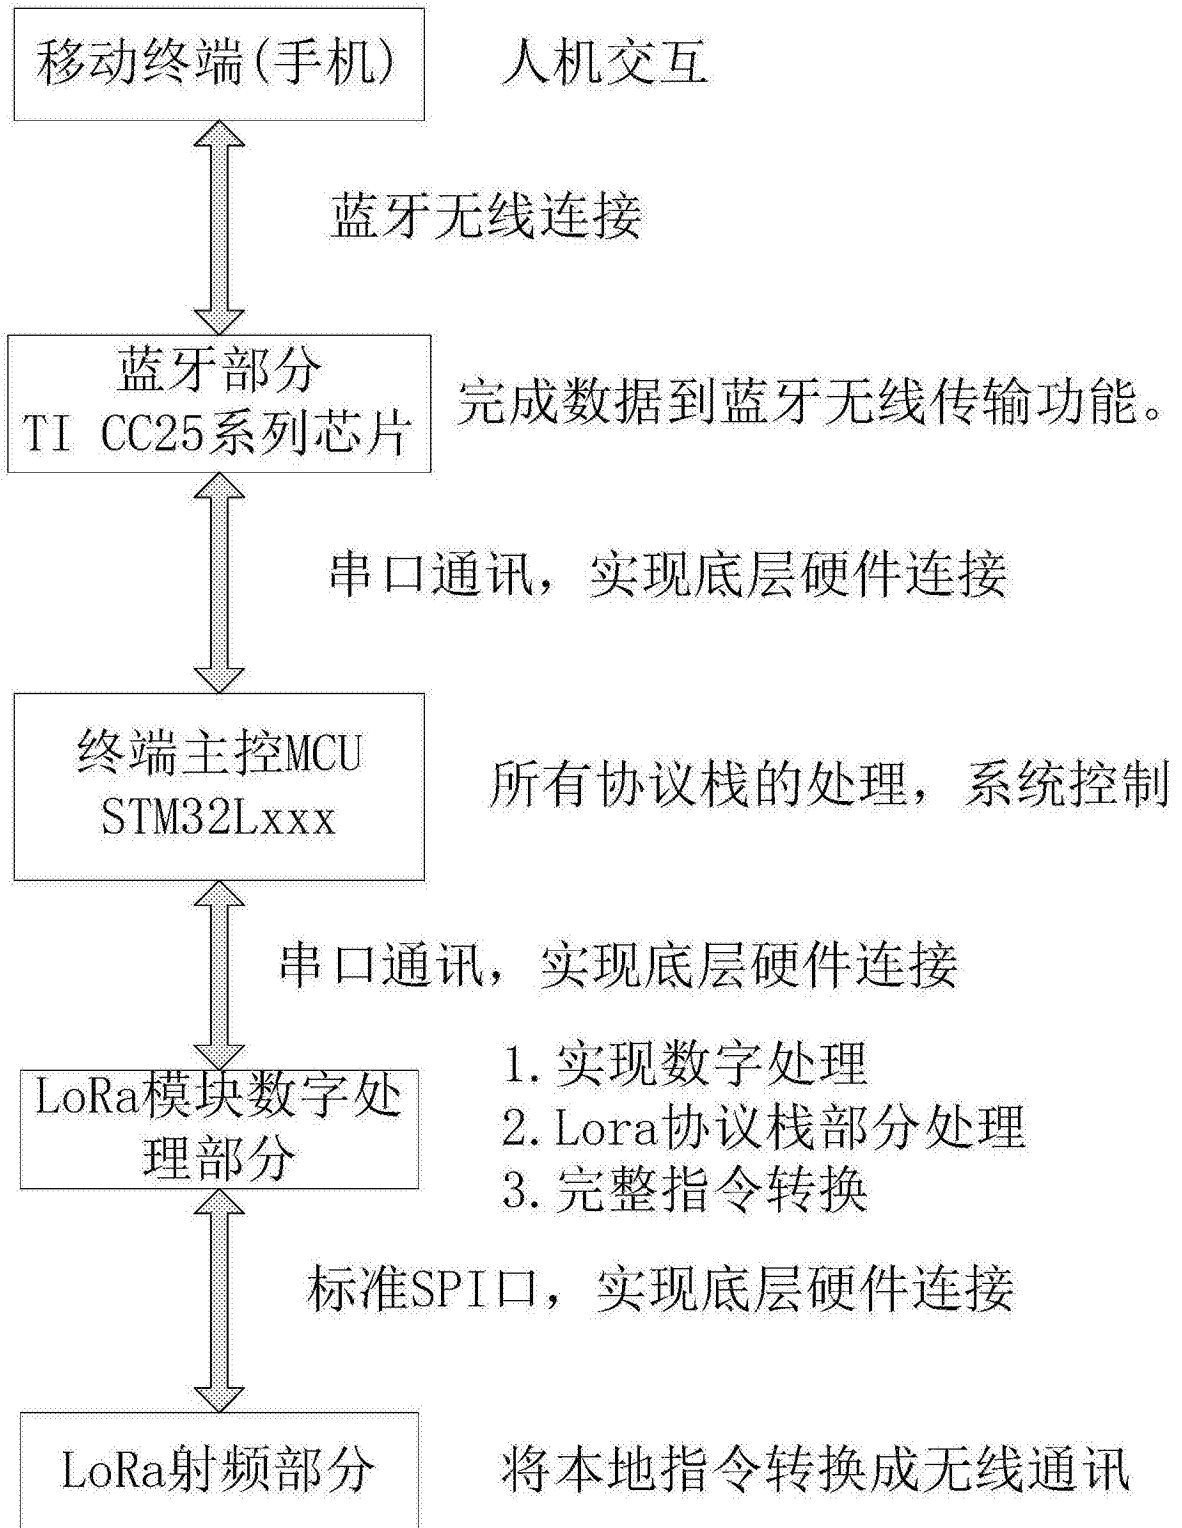 移动终端(手机)
人机交互
蓝牙无线连接
蓝牙部分
TI CC25系列芯片
完成数据到蓝牙无线传输功能。
串口通讯，实现底层硬件连接
终端主控MCU
STM32Lxxx
所有协议栈的处理，系统控制
串口通讯，实现底层硬件连接
LoRa模块数字处
理部分
1.实现数字处理
2.Lora协议栈部分处理
3.完整指令转换
标准SPI口，实现底层硬件连接
LoRa射频部分
将本地指令转换成无线通讯